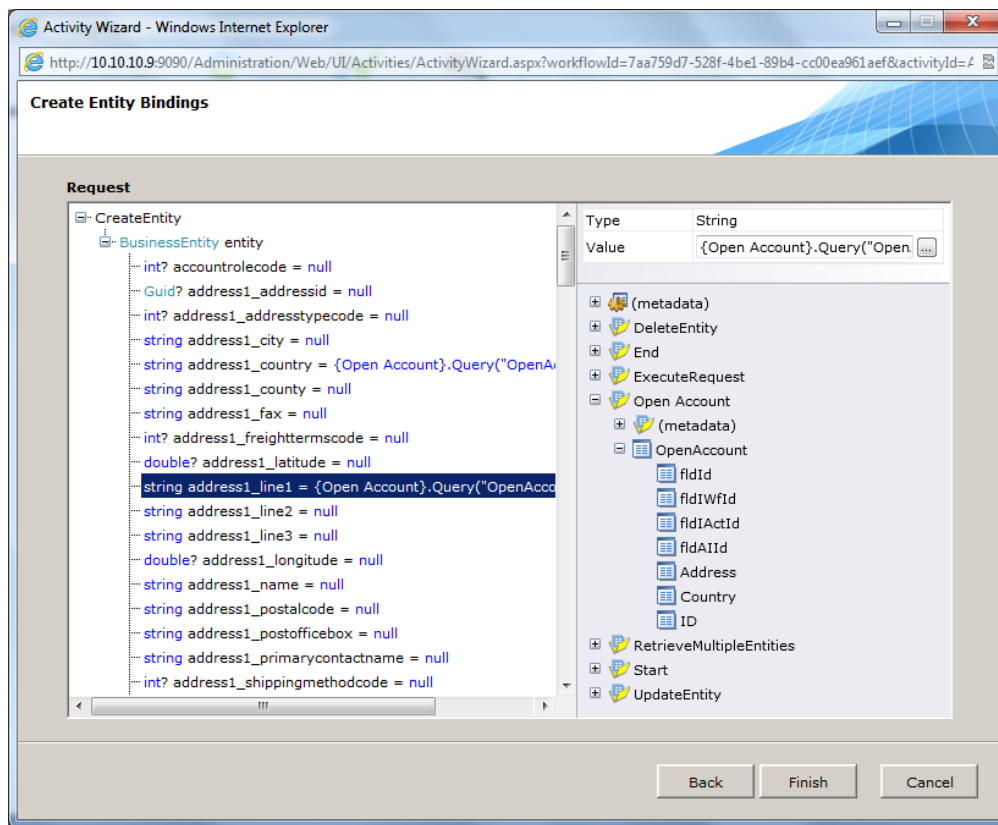 Activity Wizard - Windows Internet Explorer
http://10.10.10.9:9090/Administration/Web/UI/Activities/ActivityWizard.aspx?workflowId=7aa759d7-528f-4be1-89b4-cc00ea961aef&activityId=A
Create Entity Bindings
Request
CreateEntity
BusinessEntity entity
int? accountrolecode = null
Guid? address1_addressid = null
int? address1_addresstypecode = null
string address1_city = null
string address1_country = {Open Account}.Query("OpenA
string address1_county = null
string address1_fax = null
int? address1_freighttermscode = null
double? address1_latitude = null
string address1_line1 = {Open Account}.Query("OpenAcco
string address1_line2 = null
string address1_line3 = null
double? address1_longitude = null
string address1_name = null
string address1_postalcode = null
string address1_postofficebox = null
string address1_primarycontactname = null
int? address1_shippingmethodcode = null
Type String
Value {Open Account}.Query("Open. ...
(metadata)
DeleteEntity
End
ExecuteRequest
Open Account
(metadata)
OpenAccount
fldId
fldIWfId
fldIActId
fldAIId
Address
Country
ID
RetrieveMultipleEntities
Start
UpdateEntity
Back Finish Cancel